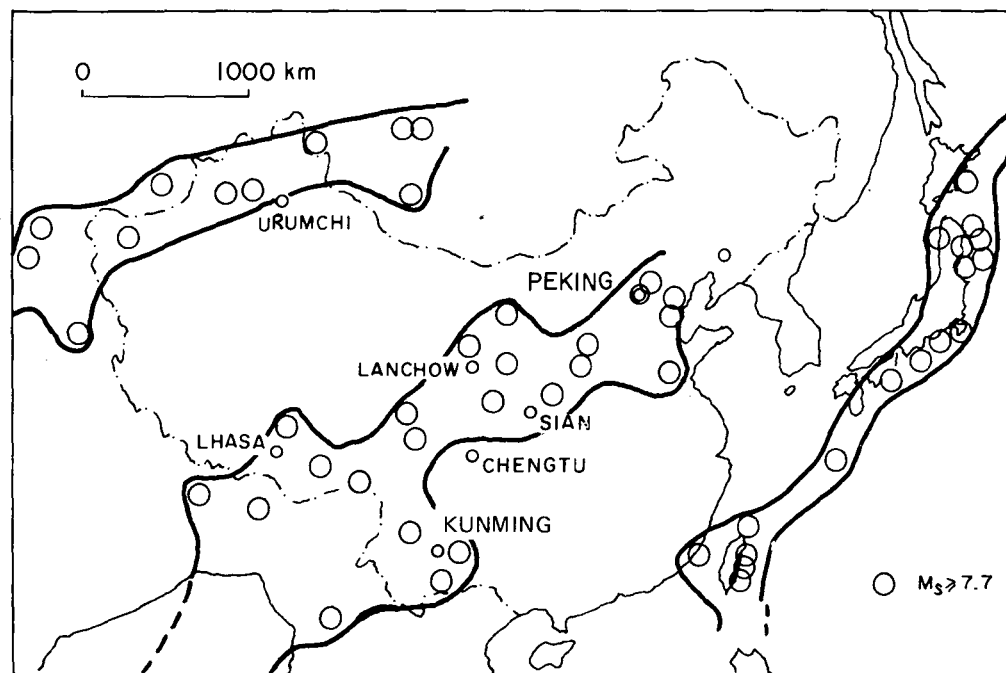 0 1000 km
URUMCHI
PEKING
LANCHOW
SIAN
LHASA
CHENGTU
KUNMING
Ms⩾7.7